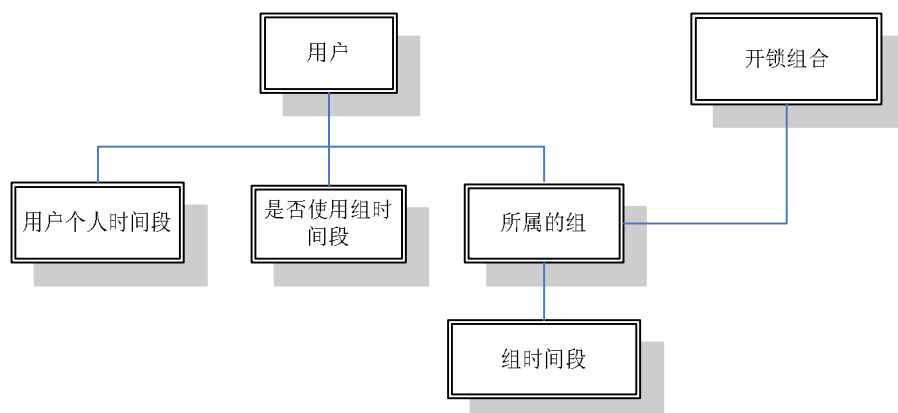 用户
开锁组合
用户个人时间段
是否使用组时
间段
所属的组
组时间段